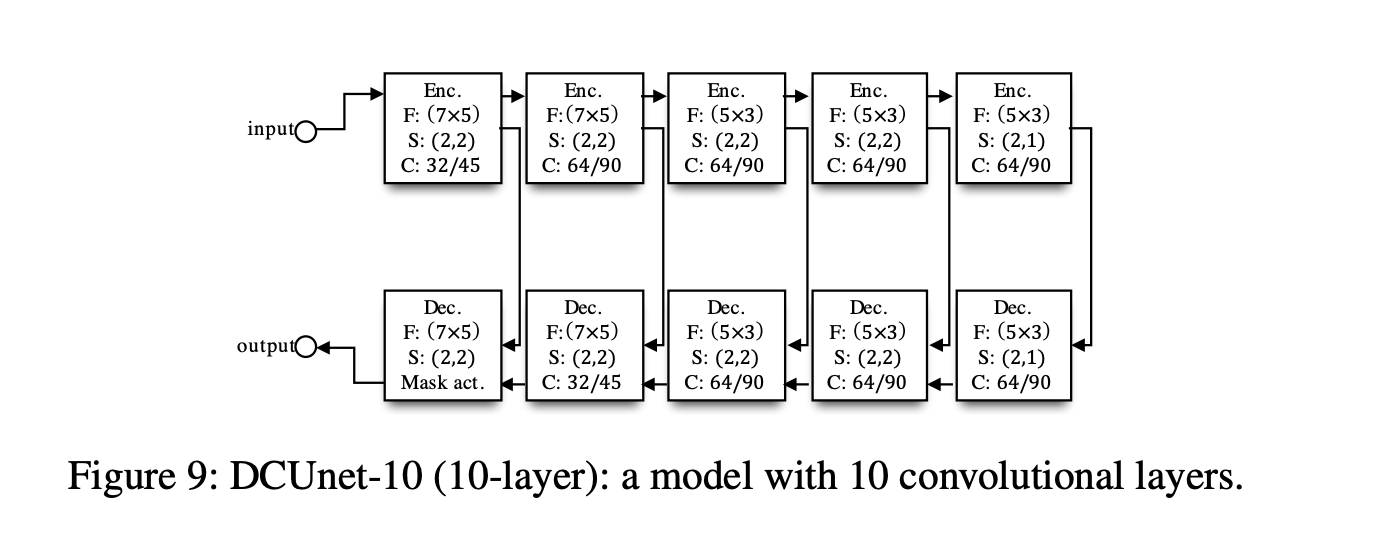 input
Enc.
F: (7×5)
S: (2,2)
C: 32/45
Enc.
F:(7×5)
S: (2,2)
C: 64/90
Enc.
F: (5×3)
S: (2,2)
C: 64/90
Enc.
F: (5×3)
S: (2,2)
C: 64/90
Enc.
F: (5×3)
S: (2,1)
C: 64/90
output
Dec.
F: (7×5)
S: (2,2)
Mask act.
Dec.
F:(7×5)
S: (2,2)
C: 32/45
Dec.
F: (5×3)
S: (2,2)
C: 64/90
Dec.
F: (5×3)
S: (2,2)
C: 64/90
Dec.
F: (5×3)
S: (2,1)
C: 64/90
Figure 9: DCUnet-10 (10-layer): a model with 10 convolutional layers.